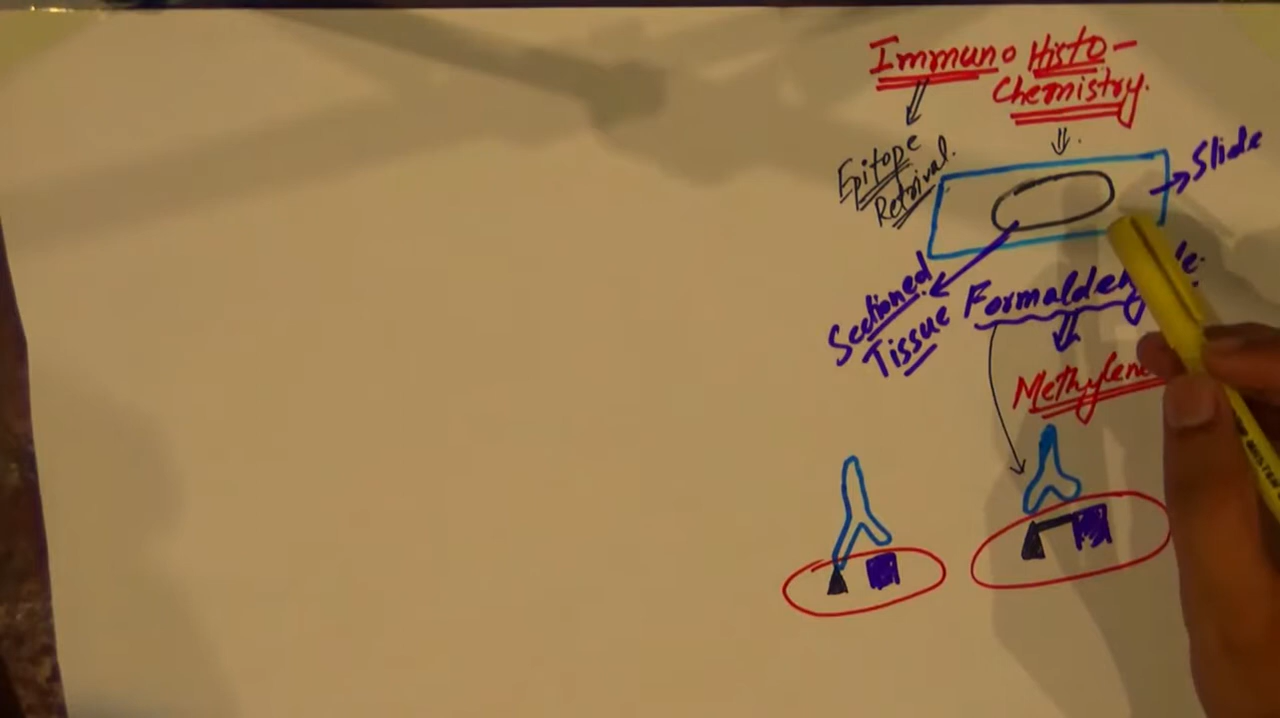 Immuno Histo-
Chemistry.
Epitope
Retrival.
Slide
Sectioned
Tissue